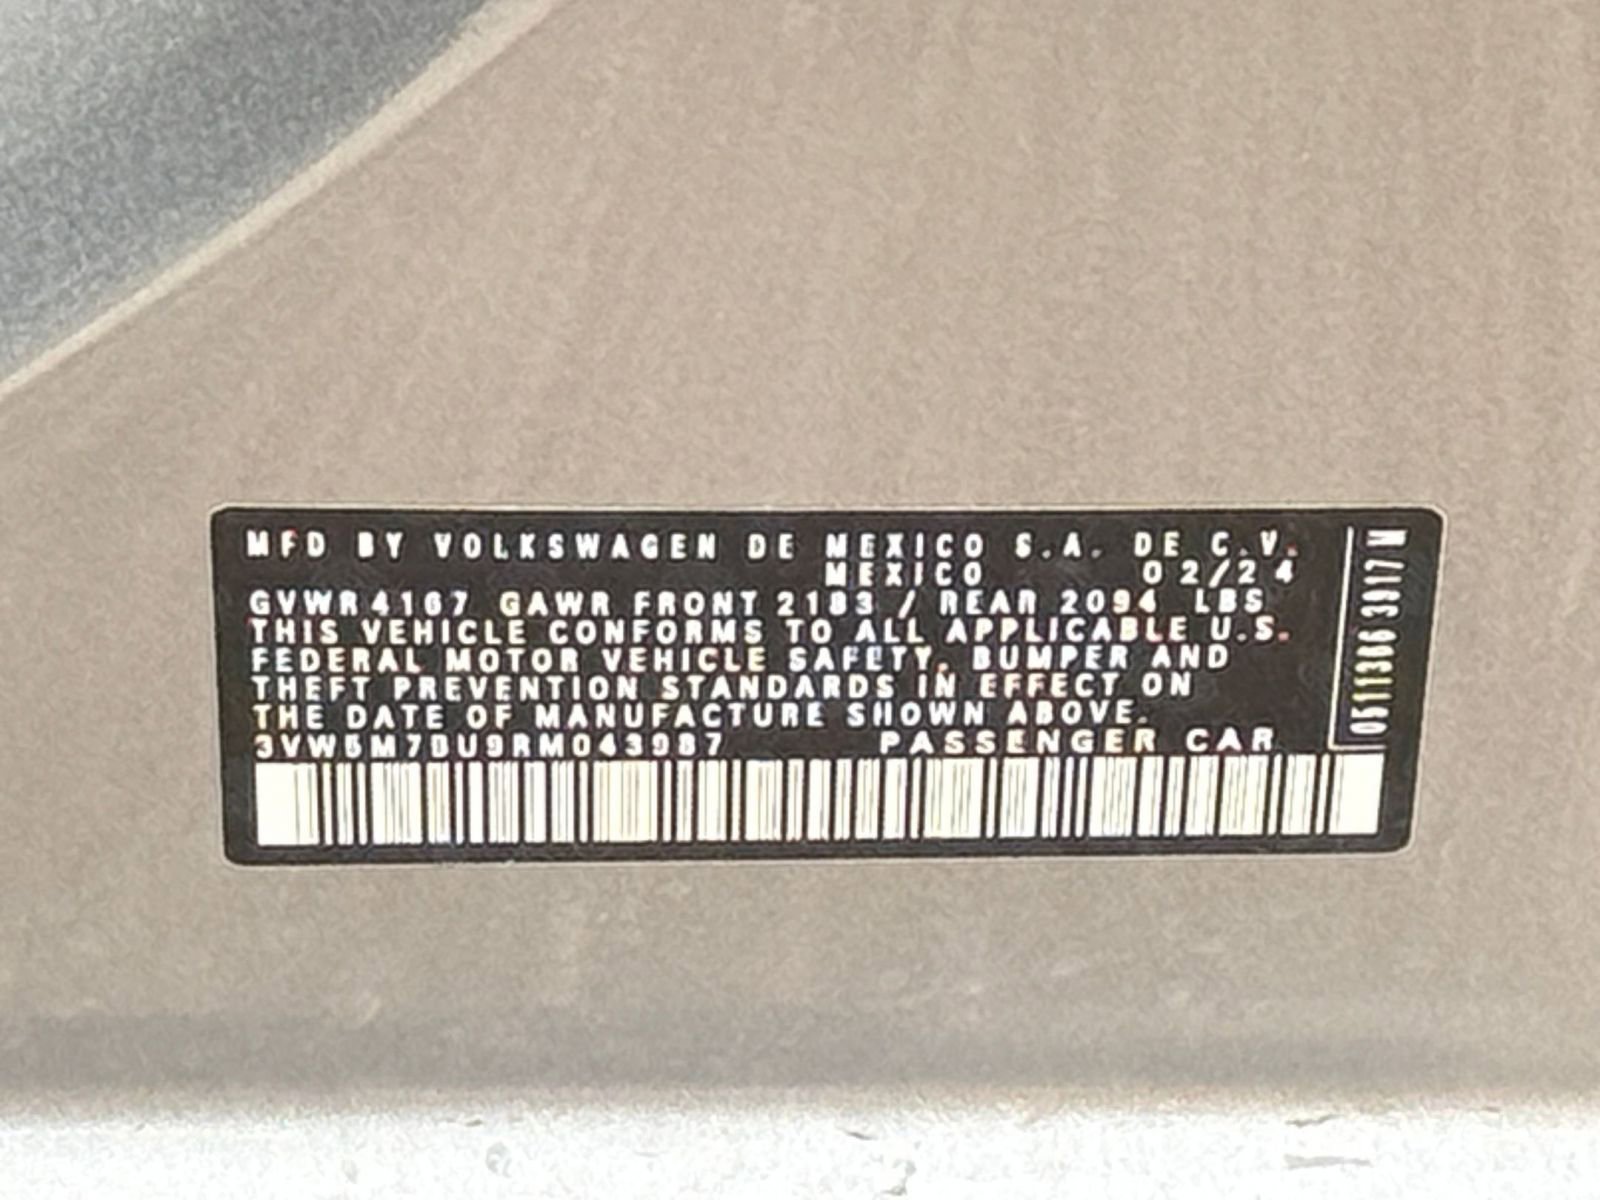 MFD BY VOLKSWAGEN DE MEXICO S.A. DE C.V.
MEXICO 02/24
GVWR 4167 GAWR FRONT 2183 / REAR 2094 LBS
THIS VEHICLE CONFORMS TO ALL APPLICABLE U.S.
FEDERAL MOTOR VEHICLE SAFETY, BUMPER AND
THEFT PREVENTION STANDARDS IN EFFECT ON
THE DATE OF MANUFACTURE SHOWN ABOVE.
3VW5M7BU9RM043987 PASSENGER CAR